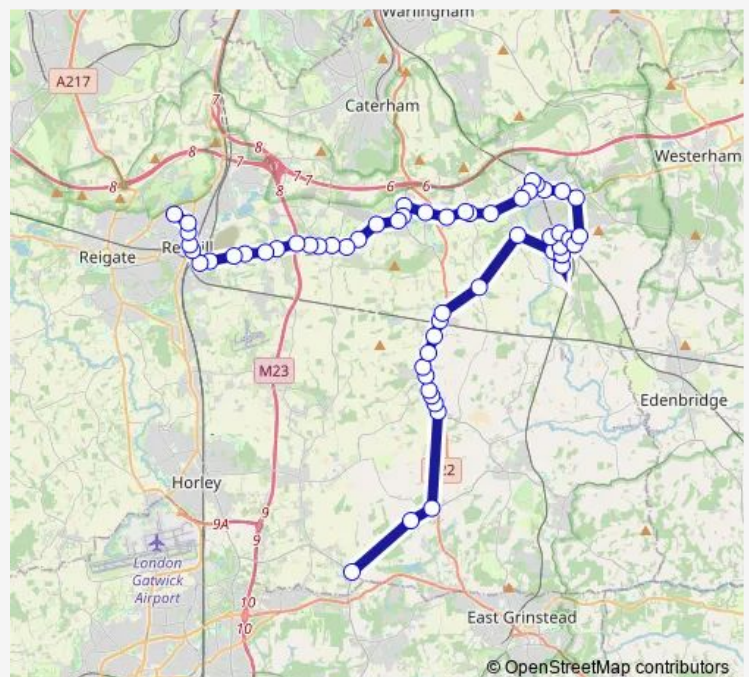 Warlingham
A217
7
Caterham
8
7
8
7
7
8
8
6
6
Westerham
Reigate
M23
Edenbridge
Horley
9A
9
9
London
Gatwick
Airport
10
10
East Grinstead
© OpenStreetMap contributors